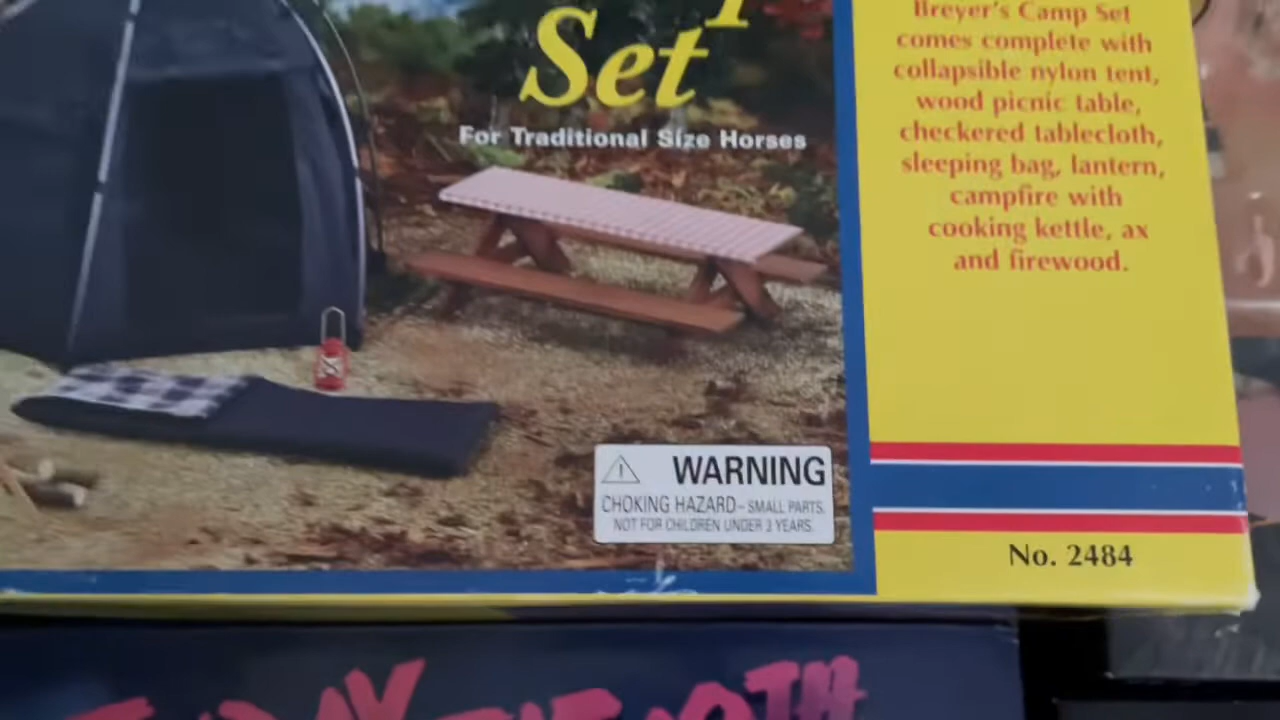 Set
For Traditional Size Horses
Breyer's Camp Set
comes complete with
collapsible nylon tent,
wood picnic table,
checkered tablecloth,
sleeping bag, lantern,
campfire with
cooking kettle, ax
and firewood.
WARNING
CHOKING HAZARD – SMALL PARTS.
NOT FOR CHILDREN UNDER 3 YEARS.
No. 2484